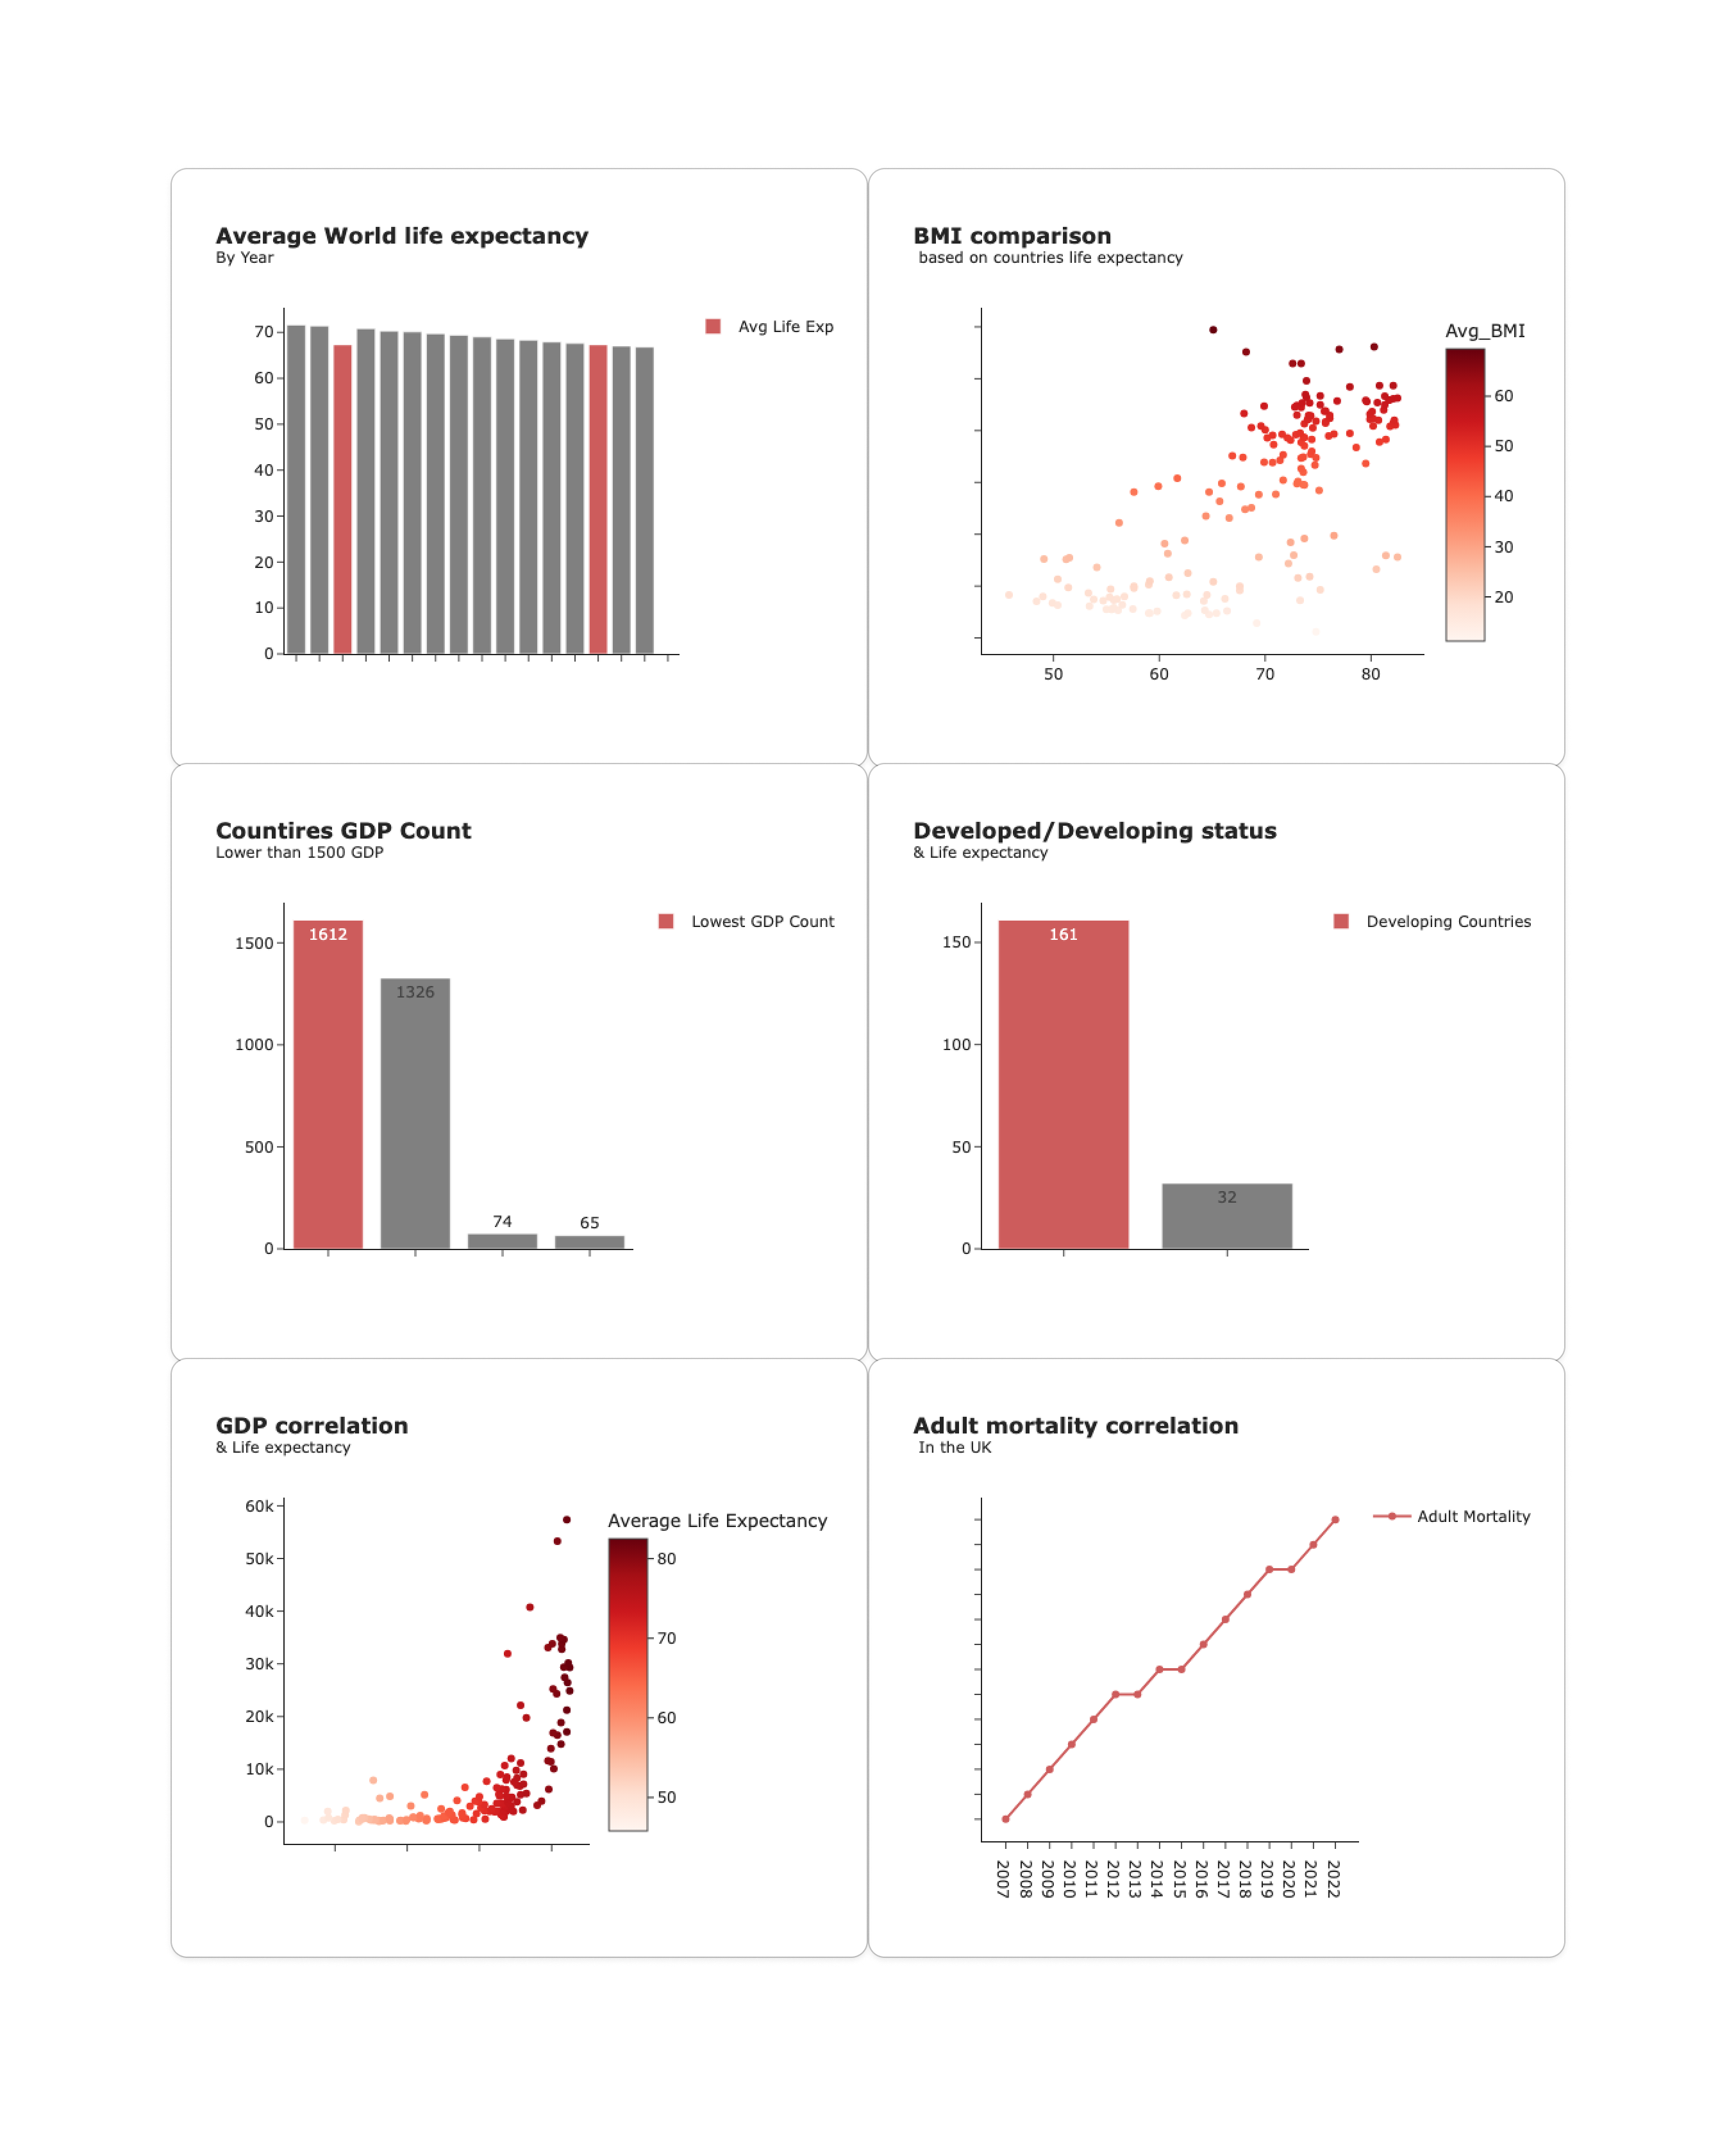 Average World life expectancy
By Year
70
60
50
40
30
20
10
0
Avg Life Exp
BMI comparison
based on countries life expectancy
50 60 70 80
Avg_BMI
60
50
40
30
20
Countires GDP Count
Lower than 1500 GDP
1500
1000
500
0
1612
1326
74
65
Lowest GDP Count
Developed/Developing status
& Life expectancy
150
100
50
0
161
32
Developing Countries
GDP correlation
& Life expectancy
60k
50k
40k
30k
20k
10k
0
Average Life Expectancy
80
70
60
50
Adult mortality correlation
In the UK
Adult Mortality
2007
2008
2009
2010
2011
2012
2013
2014
2015
2016
2017
2018
2019
2020
2021
2022